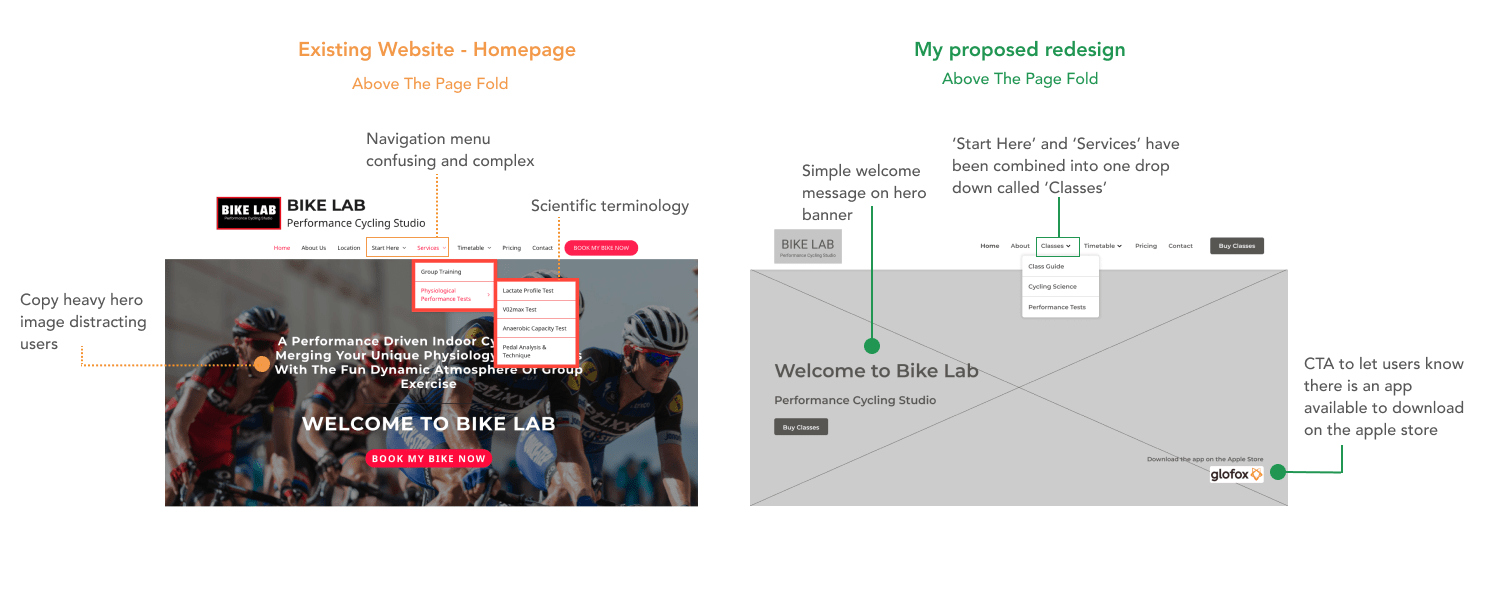 Existing Website - Homepage
Above The Page Fold
Navigation menu
confusing and complex
Scientific terminology
BIKE LAB
Performance Cycling Studio
BIKE LAB
Performance Cycling Studio
Home About Us Location Start Here Services Timetable Pricing Contact BOOK MY BIKE NOW
Group Training
Physiological
Performance Tests
Lactate Profile Test
V02max Test
Anaerobic Capacity Test
Pedal Analysis &
Technique
Copy heavy hero
image distracting
users
A Performance Driven Indoor Cy
Merging Your Unique Physiology s
With The Fun Dynamic Atmosphere Of Group
Exercise
WELCOME TO BIKE LAB
BOOK MY BIKE NOW
My proposed redesign
Above The Page Fold
Simple welcome
message on hero
banner
‘Start Here’ and ‘Services’ have
been combined into one drop
down called ‘Classes’
BIKE LAB
Performance Cycling Studio
Home About Classes Timetable Pricing Contact Buy Classes
Class Guide
Cycling Science
Performance Tests
Welcome to Bike Lab
Performance Cycling Studio
Buy Classes
CTA to let users know
there is an app
available to download
on the apple store
Download the app on the Apple Store
glofox